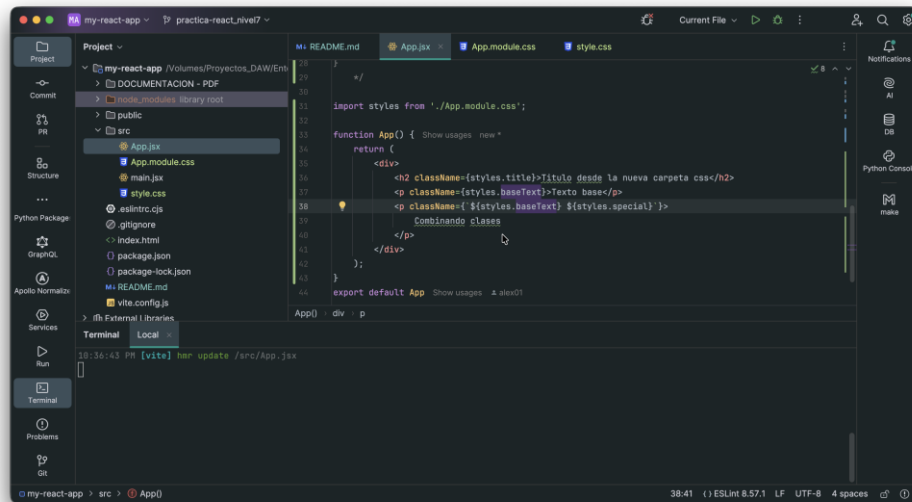 MA my-react-app
practica-react_nivel7
Current File
Project
Commit
PR
Structure
Python Package
GraphQL
Apollo Normaliz
Services
Run
Terminal
Problems
Git
Project
my-react-app /Volumes/Proyectos_DAW/Ent
DOCUMENTACION - PDF
node_modules library root
public
src
App.jsx
App.module.css
main.jsx
style.css
.eslintrc.cjs
.gitignore
index.html
package.json
package-lock.json
README.md
vite.config.js
External Libraries
README.md
App.jsx
App.module.css
style.css
8
28 }
29 */
30
31 import styles from './App.module.css';
32
33 function App() { Show usages new *
34 return (
35 <div>
36 <h2 className={styles.title}>Titulo desde la nueva carpeta css</h2>
37 <p className={styles.baseText}>Texto base</p>
38 <p className={`${styles.baseText} ${styles.special}`}>
39 Combinando clases
40 </p>
41 </div>
42 );
43 }
44 export default App Show usages alex01
App() › div › p
Notifications
AI
DB
Python Consol
make
Terminal
Local
10:36:43 PM [vite] hmr update /src/App.jsx
my-react-app > src > App()
38:41
ESLint 8.57.1
LF
UTF-8
4 spaces